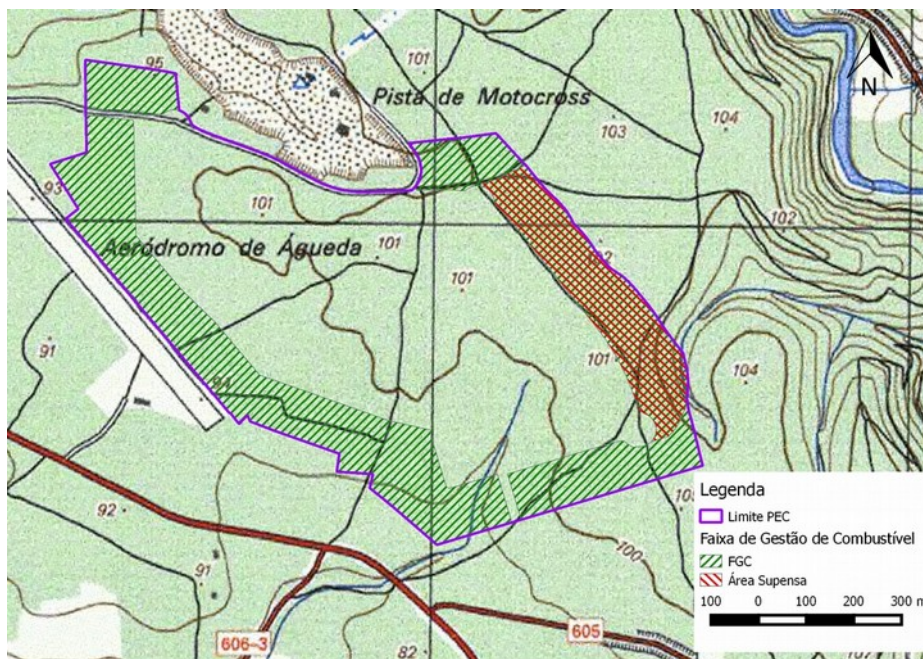 101
95
Pista de Motocross
N
103
104
93
101
102
Aeródromo de Águeda
101
102
101
91
101
104
94
92
91
100
606-3
605
82
Legenda
Limite PEC
Faixa de Gestão de Combustível
FGC
Área Supensa
100 0 100 200 300 m